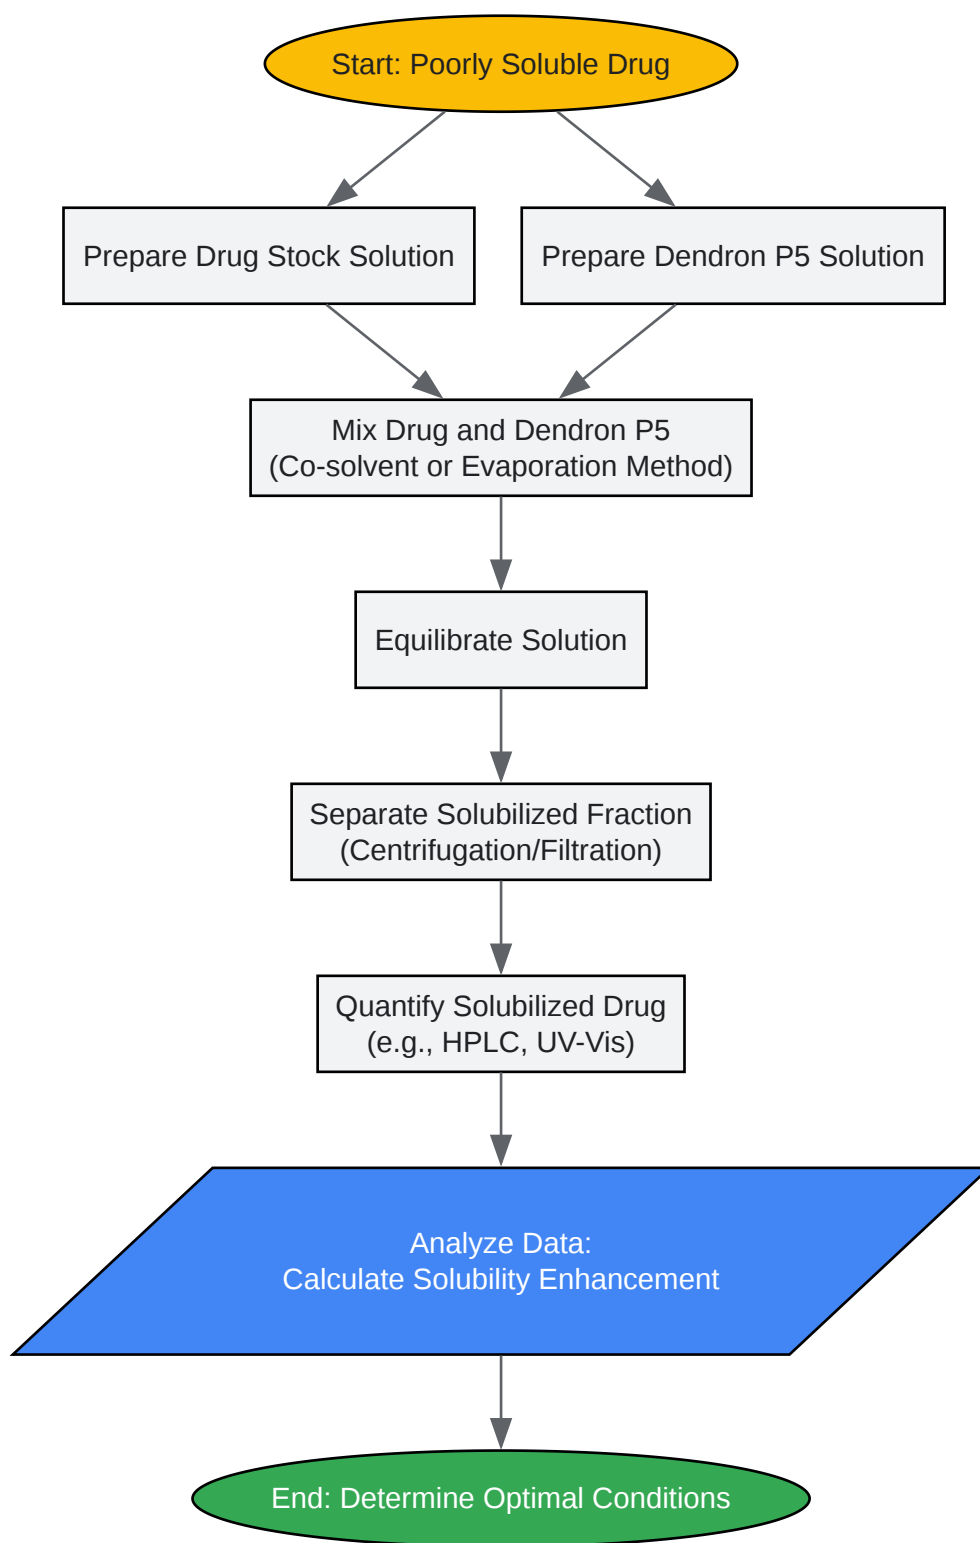 Start: Poorly Soluble Drug
Prepare Drug Stock Solution
Prepare Dendron P5 Solution
Mix Drug and Dendron P5
(Co-solvent or Evaporation Method)
Equilibrate Solution
Separate Solubilized Fraction
(Centrifugation/Filtration)
Quantify Solubilized Drug
(e.g., HPLC, UV-Vis)
Analyze Data:
Calculate Solubility Enhancement
End: Determine Optimal Conditions